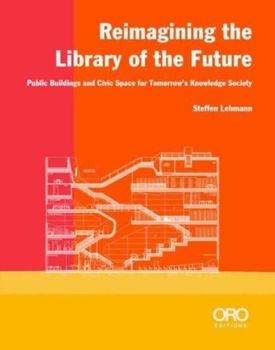 Reimagining the
Library of the Future
Public Buildings and Civic Space for Tomorrow's Knowledge Society
Steffen Lehmann
ORO
EDITIONS